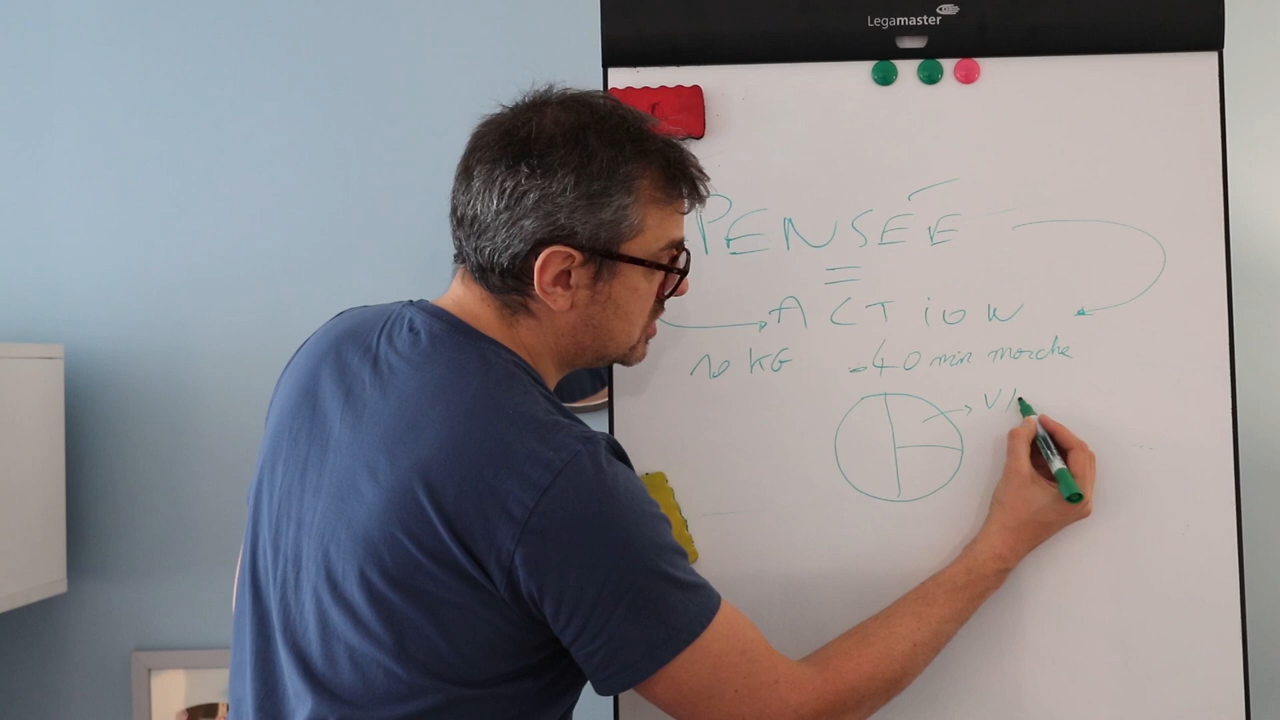 Legamaster
PENSÉE
=
ACTION
10 KG -40 min marche